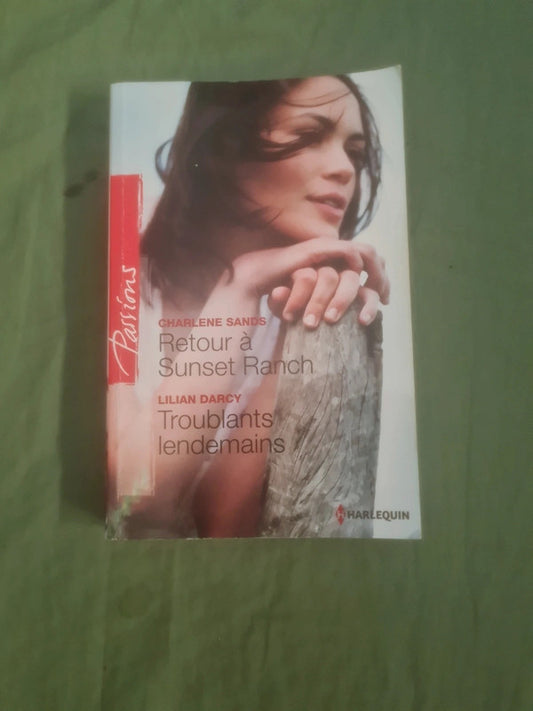 Passions
CHARLENE SANDS
Retour à
Sunset Ranch
LILIAN DARCY
Troublants
lendemains
HARLEQUIN